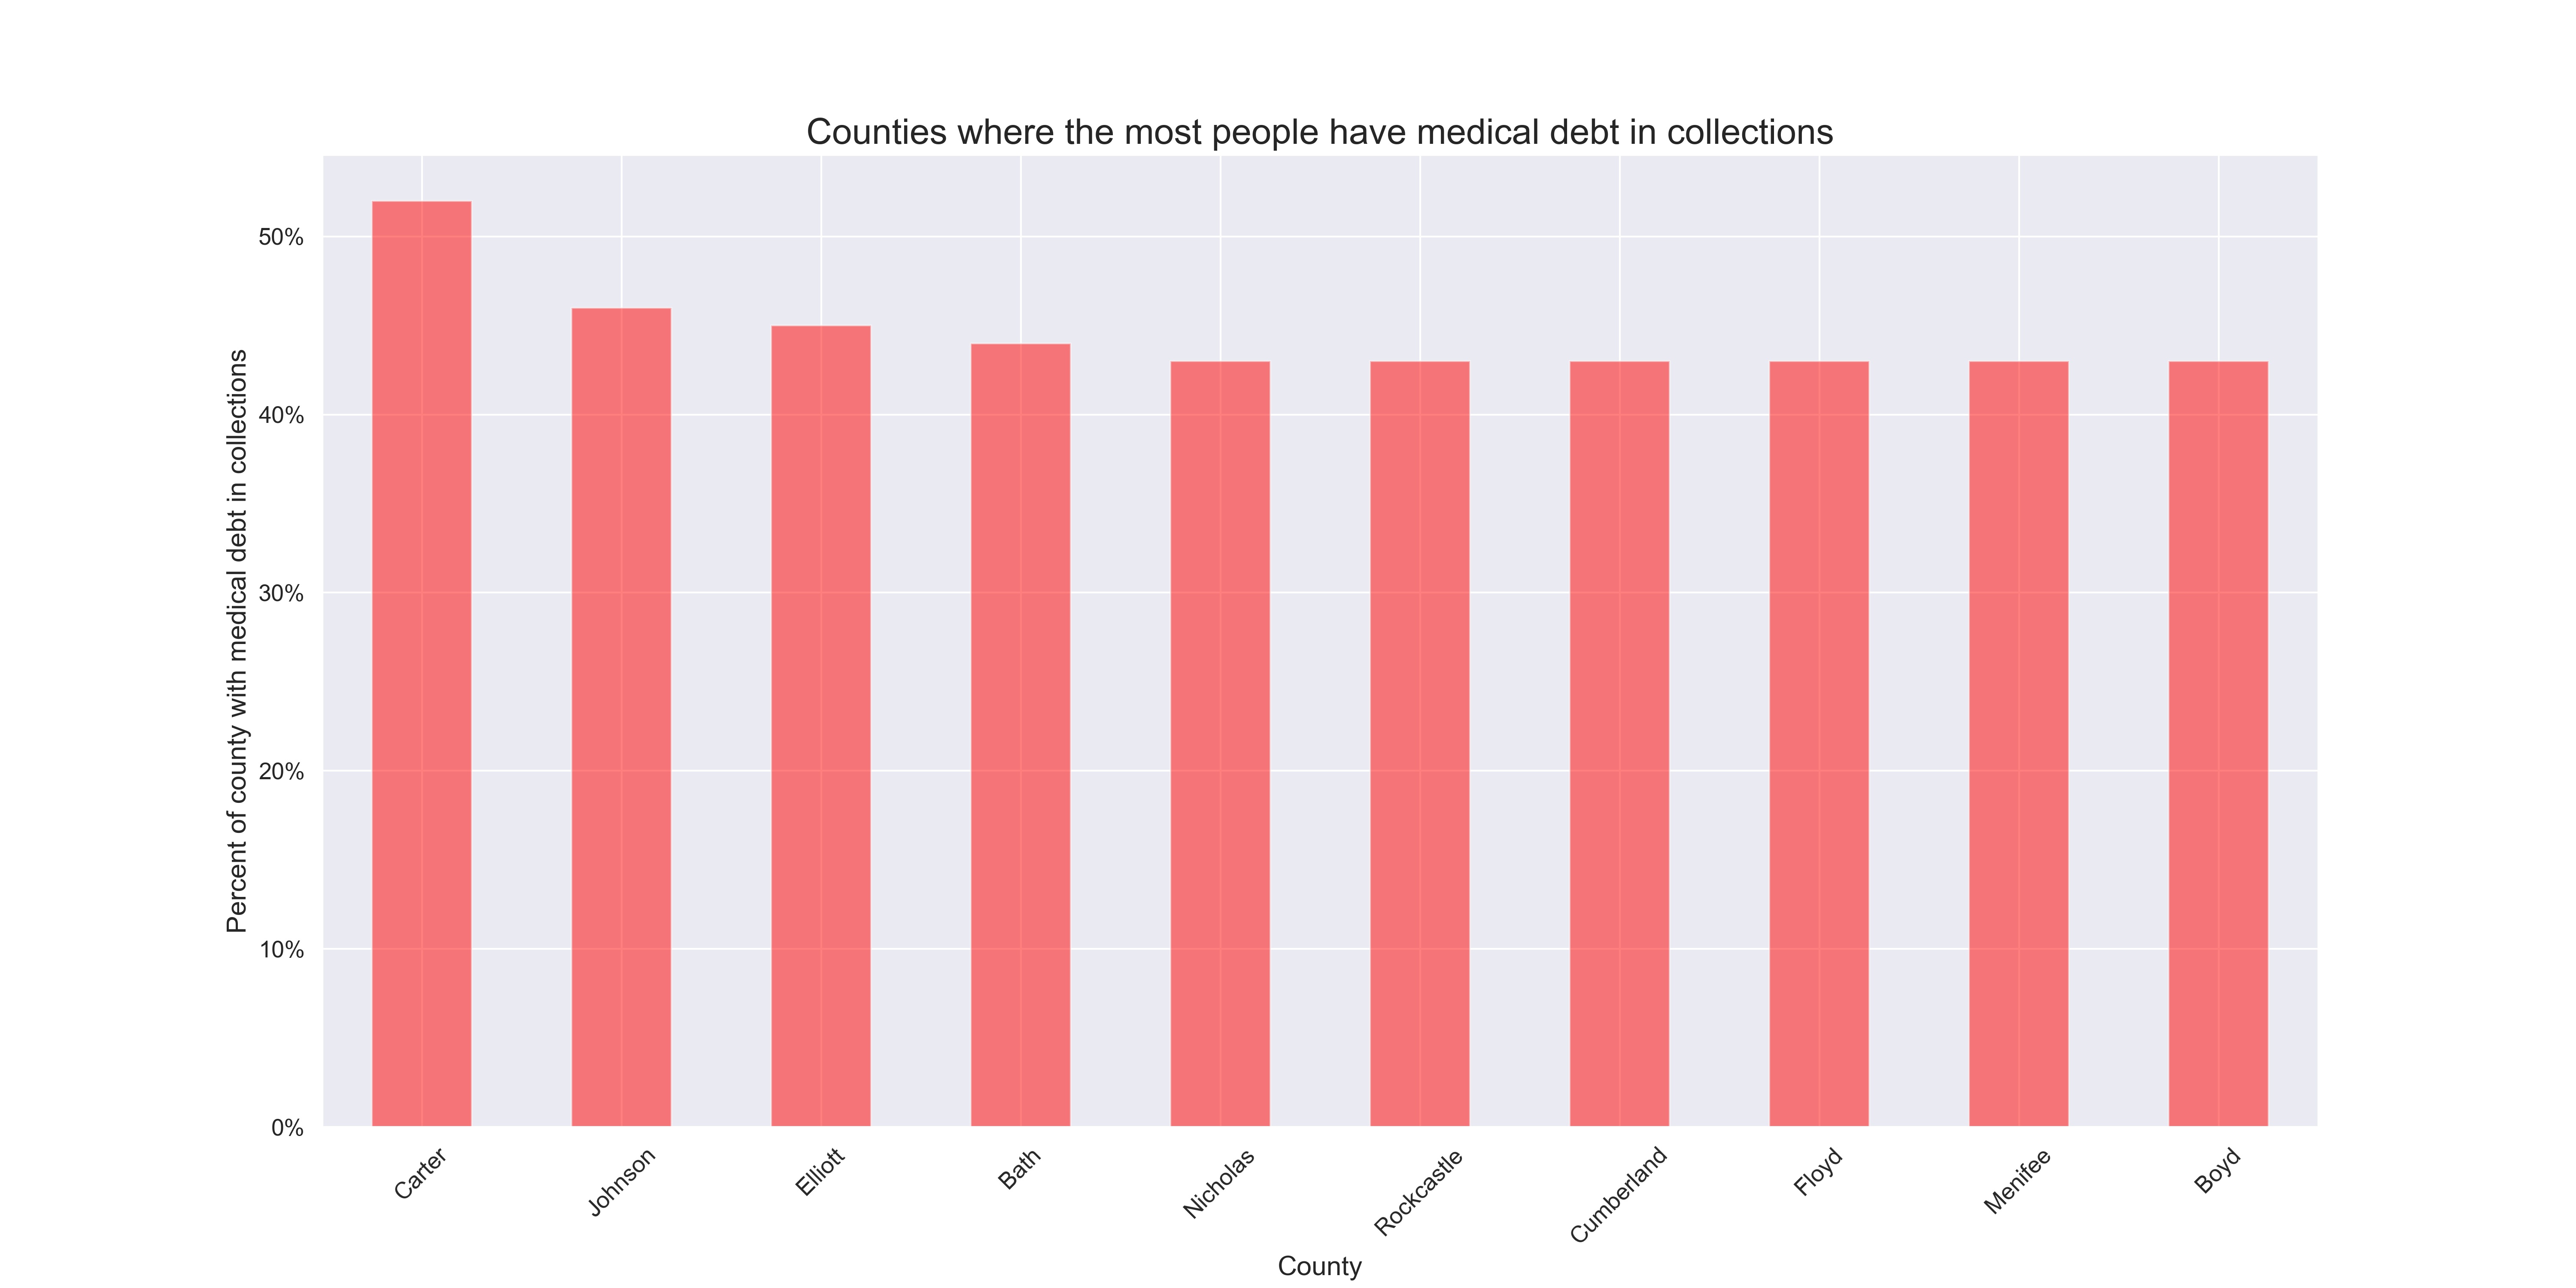 Counties where the most people have medical debt in collections
Percent of county with medical debt in collections
50%
40%
30%
20%
10%
0%
Carter
Johnson
Elliott
Bath
Nicholas
Rockcastle
Cumberland
Floyd
Menifee
Boyd
County